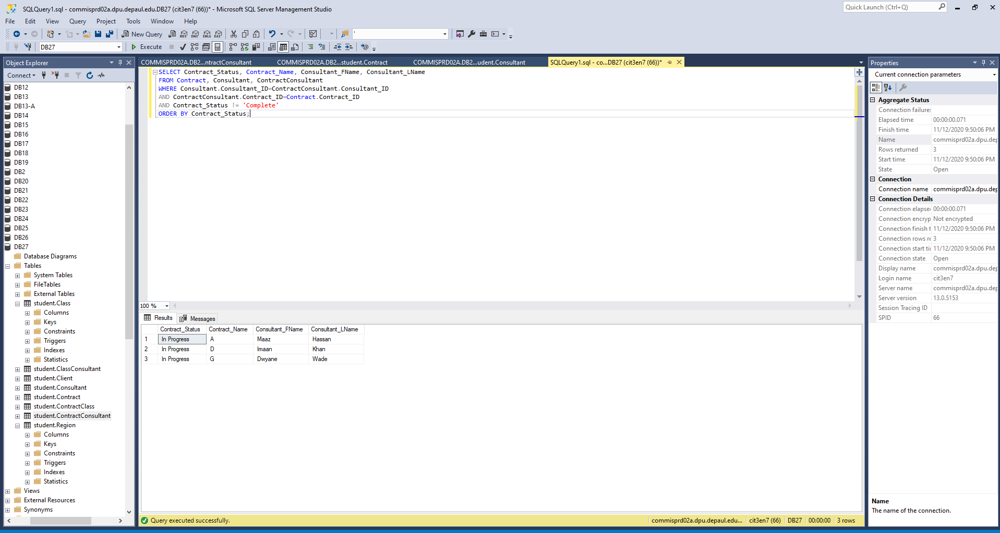 SQLQuery1.sql - commisprd02a.dpu.depaul.edu.DB27 (cit3en7 (66))* - Microsoft SQL Server Management Studio
Quick Launch (Ctrl+Q)
File Edit View Query Project Tools Window Help
New Query
MDX DMX XMLA DAX
DB27
Execute
Object Explorer
Connect
DB12
DB13
DB13-A
DB14
DB15
DB16
DB17
DB18
DB19
DB2
DB20
DB21
DB22
DB23
DB24
DB25
DB26
DB27
Database Diagrams
Tables
System Tables
FileTables
External Tables
student.Class
Columns
Keys
Constraints
Triggers
Indexes
Statistics
student.ClassConsultant
student.Client
student.Consultant
student.Contract
student.ContractClass
student.ContractConsultant
student.Region
Columns
Keys
Constraints
Triggers
Indexes
Statistics
Views
External Resources
Synonyms
COMMISPRD02A.DB2...ntractConsultant COMMISPRD02A.DB2...student.Contract COMMISPRD02A.DB2...udent.Consultant SQLQuery1.sql - co...DB27 (cit3en7 (66))*
SELECT Contract_Status, Contract_Name, Consultant_FName, Consultant_LName
FROM Contract, Consultant, ContractConsultant
WHERE Consultant.Consultant_ID=ContractConsultant.Consultant_ID
AND ContractConsultant.Contract_ID=Contract.Contract_ID
AND Contract_Status != 'Complete'
ORDER BY Contract_Status;
100 %
Results Messages
Contract_Status Contract_Name Consultant_FName Consultant_LName
1 In Progress A Maaz Hassan
2 In Progress D Imaan Khan
3 In Progress G Dwyane Wade
Query executed successfully.
commisprd02a.dpu.depaul.edu... cit3en7 (66) DB27 00:00:00 3 rows
Properties
Current connection parameters
Aggregate Status
Connection failures
Elapsed time 00:00:00.071
Finish time 11/12/2020 9:50:06 PM
Name commisprd02a.dpu.dep
Rows returned 3
Start time 11/12/2020 9:50:06 PM
State Open
Connection
Connection name commisprd02a.dpu.dep
Connection Details
Connection elapse 00:00:00.071
Connection encryp Not encrypted
Connection finish t 11/12/2020 9:50:06 PM
Connection rows re 3
Connection start ti 11/12/2020 9:50:06 PM
Connection state Open
Display name commisprd02a.dpu.dep
Login name cit3en7
Server name commisprd02a.dpu.dep
Server version 13.0.5153
Session Tracing ID
SPID 66
Name
The name of the connection.